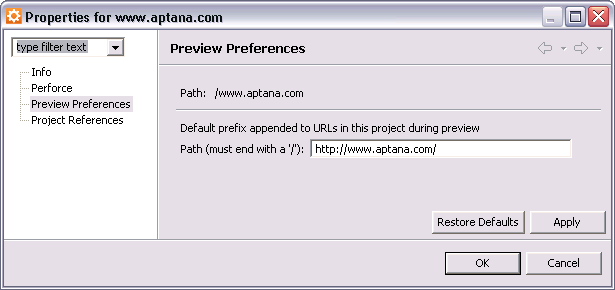 Properties for www.aptana.com
type filter text
Info
Perforce
Preview Preferences
Project References
Preview Preferences
Path: /www.aptana.com
Default prefix appended to URLs in this project during preview
Path (must end with a '/'): http://www.aptana.com/
Restore Defaults Apply
OK Cancel